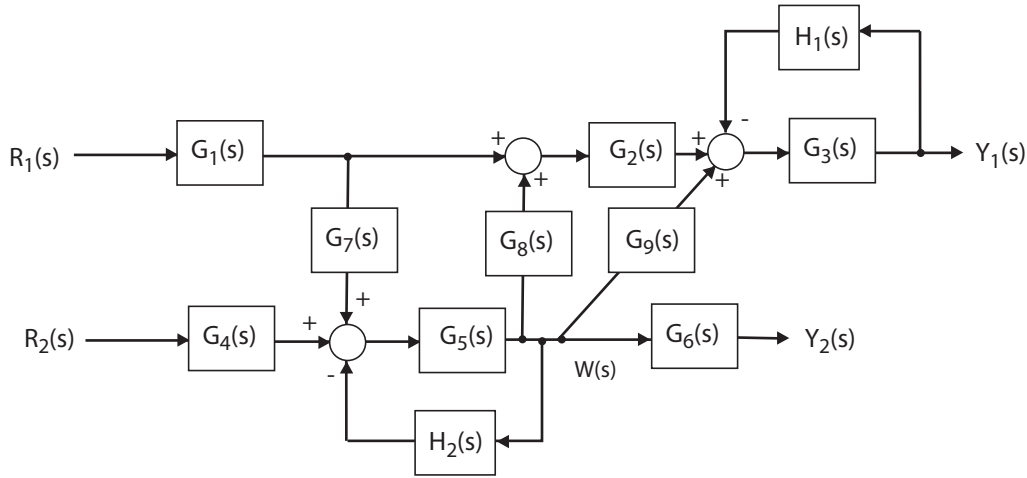 H₁(s)
-
R₁(s)
G₁(s)
+
+
G₂(s)
+
+
G₃(s)
Y₁(s)
G₇(s)
G₈(s)
G₉(s)
+
R₂(s)
G₄(s)
+
-
G₅(s)
W(s)
G₆(s)
Y₂(s)
H₂(s)